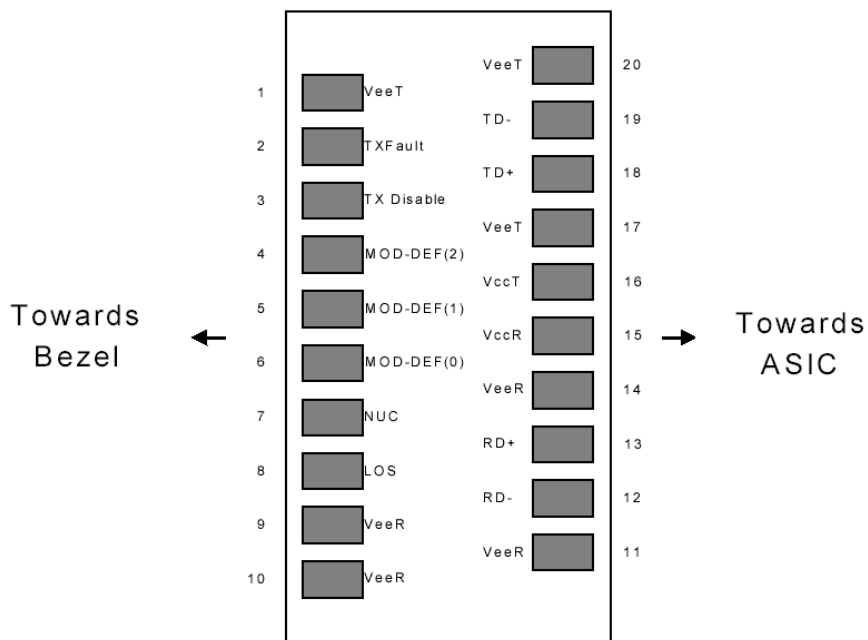 VeeT 20
1 VeeT
TD- 19
2 TXFault
TD+ 18
3 TX Disable
VeeT 17
4 MOD-DEF(2)
VccT 16
5 MOD-DEF(1)
Towards
Bezel
VccR 15
Towards
ASIC
6 MOD-DEF(0)
VeeR 14
7 NUC
RD+ 13
8 LOS
RD- 12
9 VeeR
VeeR 11
10 VeeR